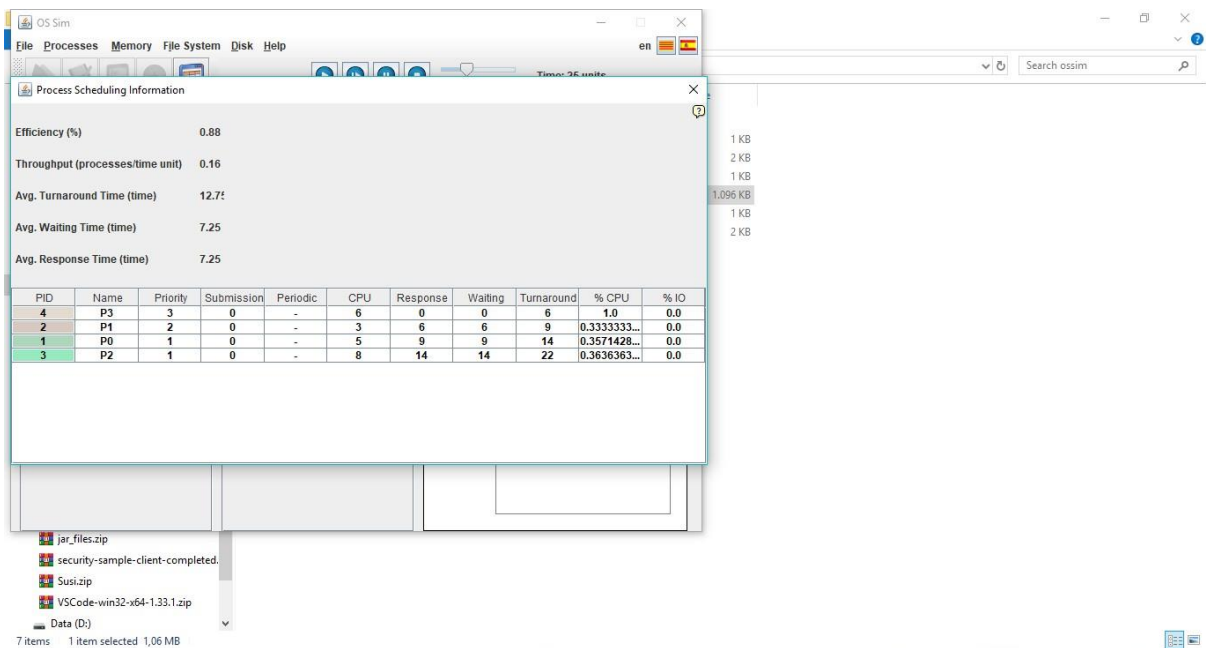 OS Sim
File Processes Memory File System Disk Help en
Time: 25 units
Search ossim
Process Scheduling Information
Efficiency (%) 0.88
Throughput (processes/time unit) 0.16
Avg. Turnaround Time (time) 12.75
Avg. Waiting Time (time) 7.25
Avg. Response Time (time) 7.25
PID Name Priority Submission Periodic CPU Response Waiting Turnaround % CPU % IO
4 P3 3 0 - 6 0 0 6 1.0 0.0
2 P1 2 0 - 3 6 6 9 0.3333333... 0.0
1 P0 1 0 - 5 9 9 14 0.3571428... 0.0
3 P2 1 0 - 8 14 14 22 0.3636363... 0.0
1 KB
2 KB
1 KB
1.096 KB
1 KB
2 KB
jar_files.zip
security-sample-client-completed.
Susi.zip
VSCode-win32-x64-1.33.1.zip
Data (D:)
7 items 1 item selected 1,06 MB